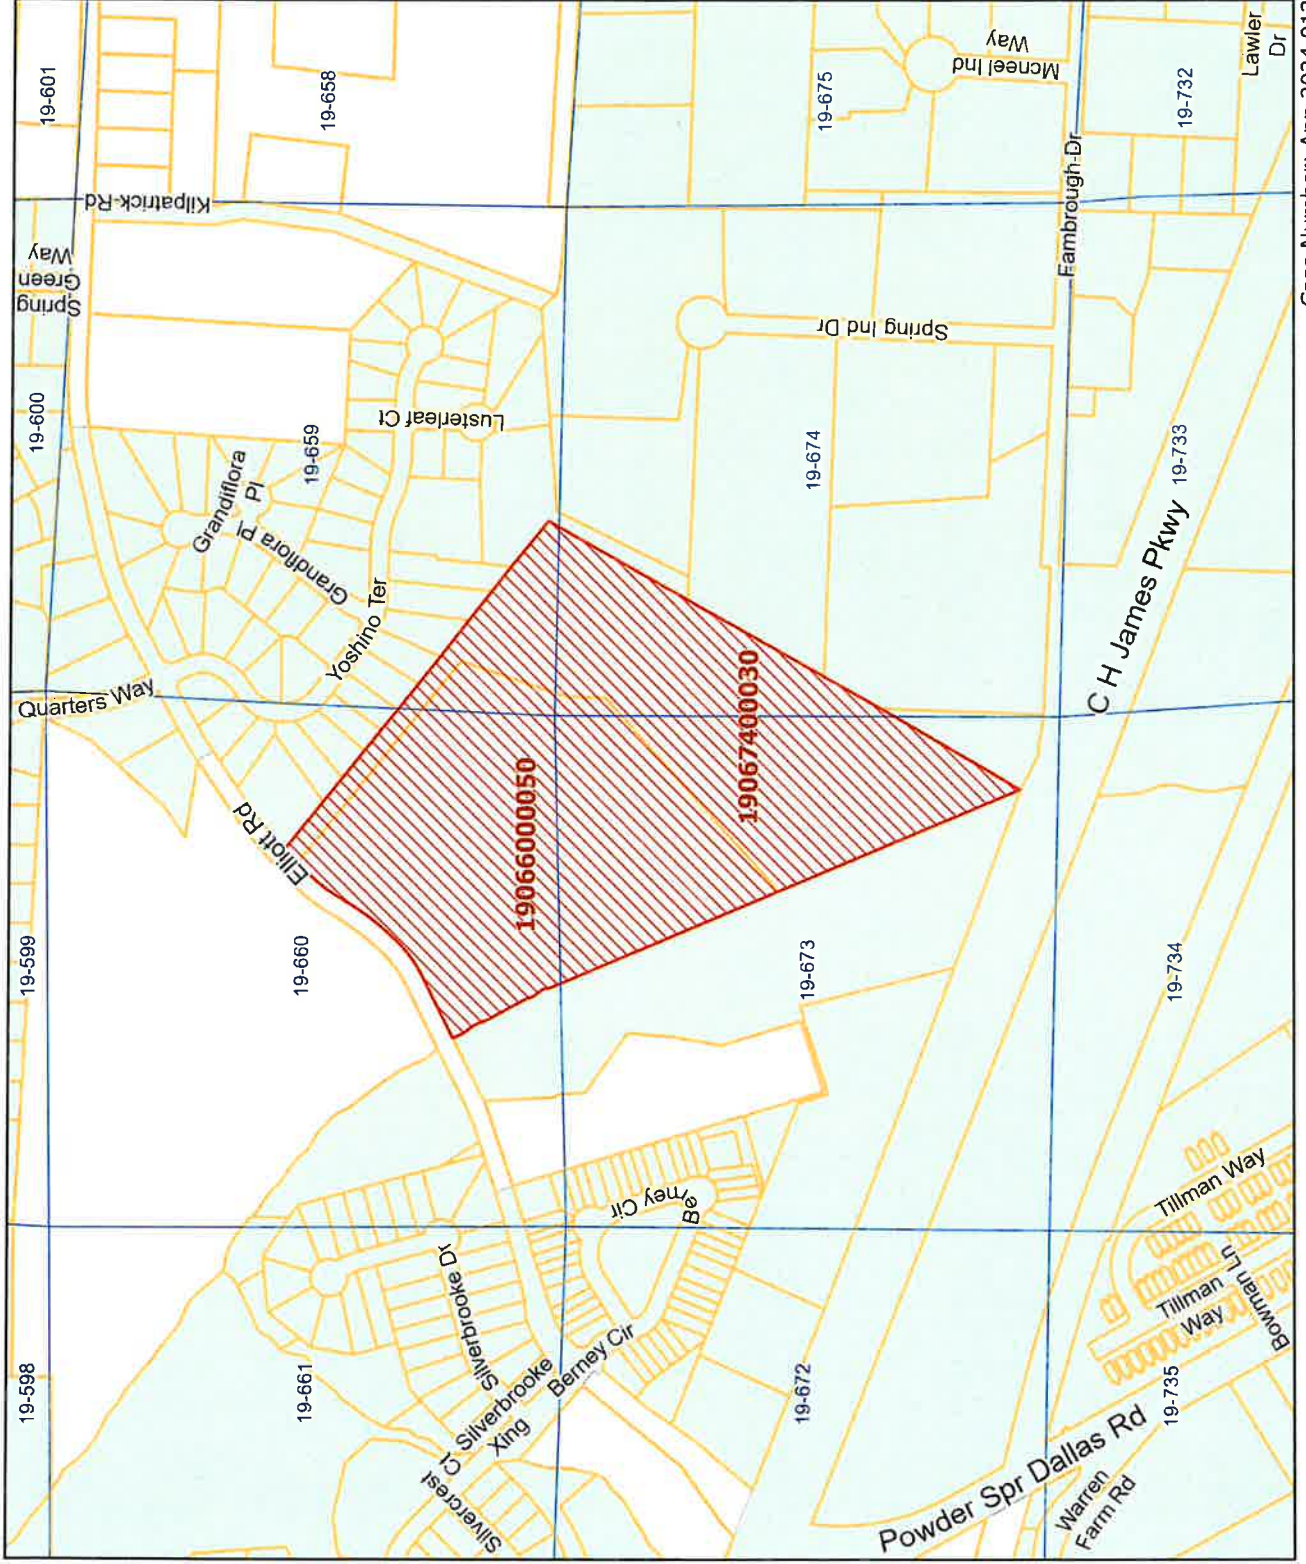 19-598
19-599
19-600
Spring
Green
Way
19-601
Quarters Way
Kilpatrick Rd
Elliott Rd
Grandiflora
Pl
Grandflora Pl
19-661
19-660
19-659
19-658
Yoshino Ter
Lusterleaf Ct
Silvercrest Ct
Silverbrooke
Xing
Silverbrooke Dr
Berney Cir
Berney Cir
19066000050
19067400030
19-672
19-673
19-674
19-675
Spring Ind Dr
Mcneel Ind
Way
Fambrough Dr
C H James Pkwy
Powder Spr Dallas Rd
Warren
Farm Rd
19-735
Tillman
Way
Tillman Way
Bowman Ln
19-734
19-733
19-732
Lawler
Dr